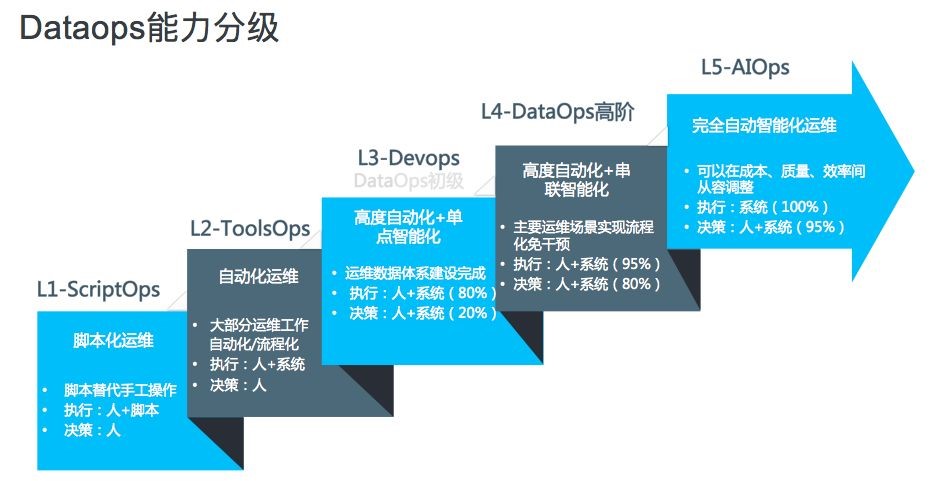 Dataops能力分级
L1-ScriptOps
脚本化运维
• 脚本替代手工操作
• 执行：人+脚本
• 决策：人
L2-ToolsOps
自动化运维
• 大部分运维工作
自动化/流程化
• 执行：人+系统
• 决策：人
L3-Devops
DataOps初级
高度自动化+单
点智能化
• 运维数据体系建设完成
• 执行：人+系统（80%）
• 决策：人+系统（20%）
L4-DataOps高阶
高度自动化+串
联智能化
• 主要运维场景实现流程
化免干预
• 执行：人+系统（95%）
• 决策：人+系统（80%）
L5-AIOps
完全自动智能化运维
• 可以在成本、质量、效率间
从容调整
• 执行：系统（100%）
• 决策：人+系统（95%）